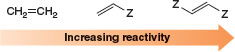 CH₂=CH₂
Z
Z
Z
Increasing reactivity